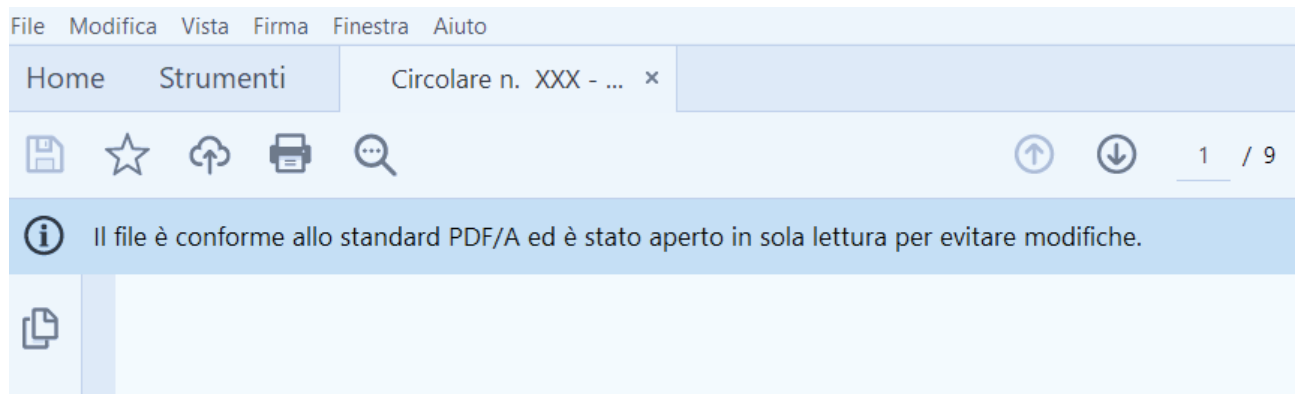 File Modifica Vista Firma Finestra Aiuto
Home Strumenti Circolare n. XXX - ... ×
1 / 9
Il file è conforme allo standard PDF/A ed è stato aperto in sola lettura per evitare modifiche.